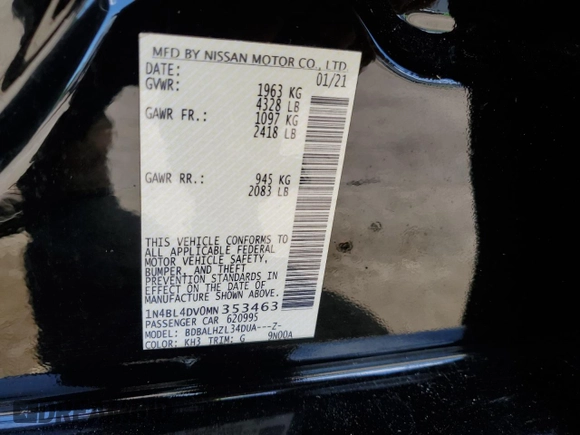 MFD BY NISSAN MOTOR CO., LTD.
DATE: 01/21
GVWR: 1963 KG
4328 LB
GAWR FR.: 1097 KG
2418 LB
GAWR RR.: 945 KG
2083 LB
THIS VEHICLE CONFORMS TO
ALL APPLICABLE FEDERAL
MOTOR VEHICLE SAFETY,
BUMPER, AND THEFT
PREVENTION STANDARDS IN
EFFECT ON THE DATE OF
MANUFACTURE SHOWN ABOVE.
1N4BL4DV0MN353463
PASSENGER CAR 620995
MODEL: BDBALHZL34DUA---Z-
COLOR: KH3 TRIM: G 9N00A